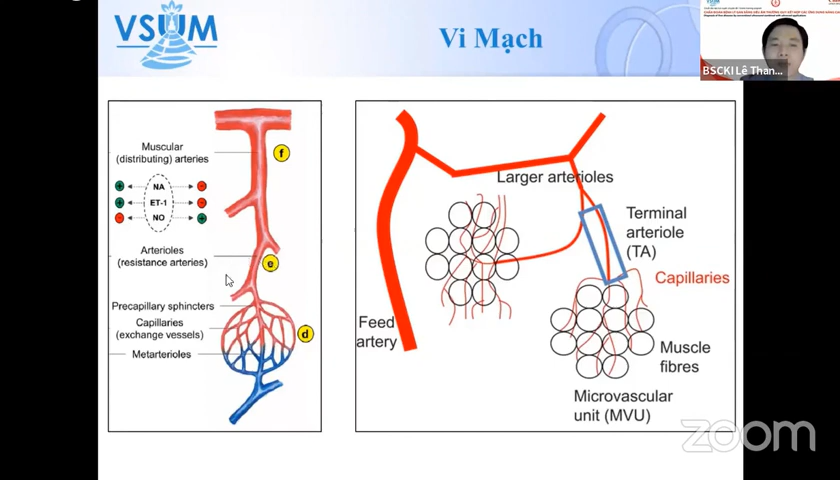 VSUM
Vi Mạch
BSCKI Lê Than...
Muscular
(distributing) arteries
f
NA
ET-1
NO
Arterioles
(resistance arteries)
e
Precapillary sphincters
Capillaries
(exchange vessels)
d
Metarterioles
Larger arterioles
Terminal
arteriole
(TA)
Capillaries
Feed
artery
Muscle
fibres
Microvascular
unit (MVU)
zoom